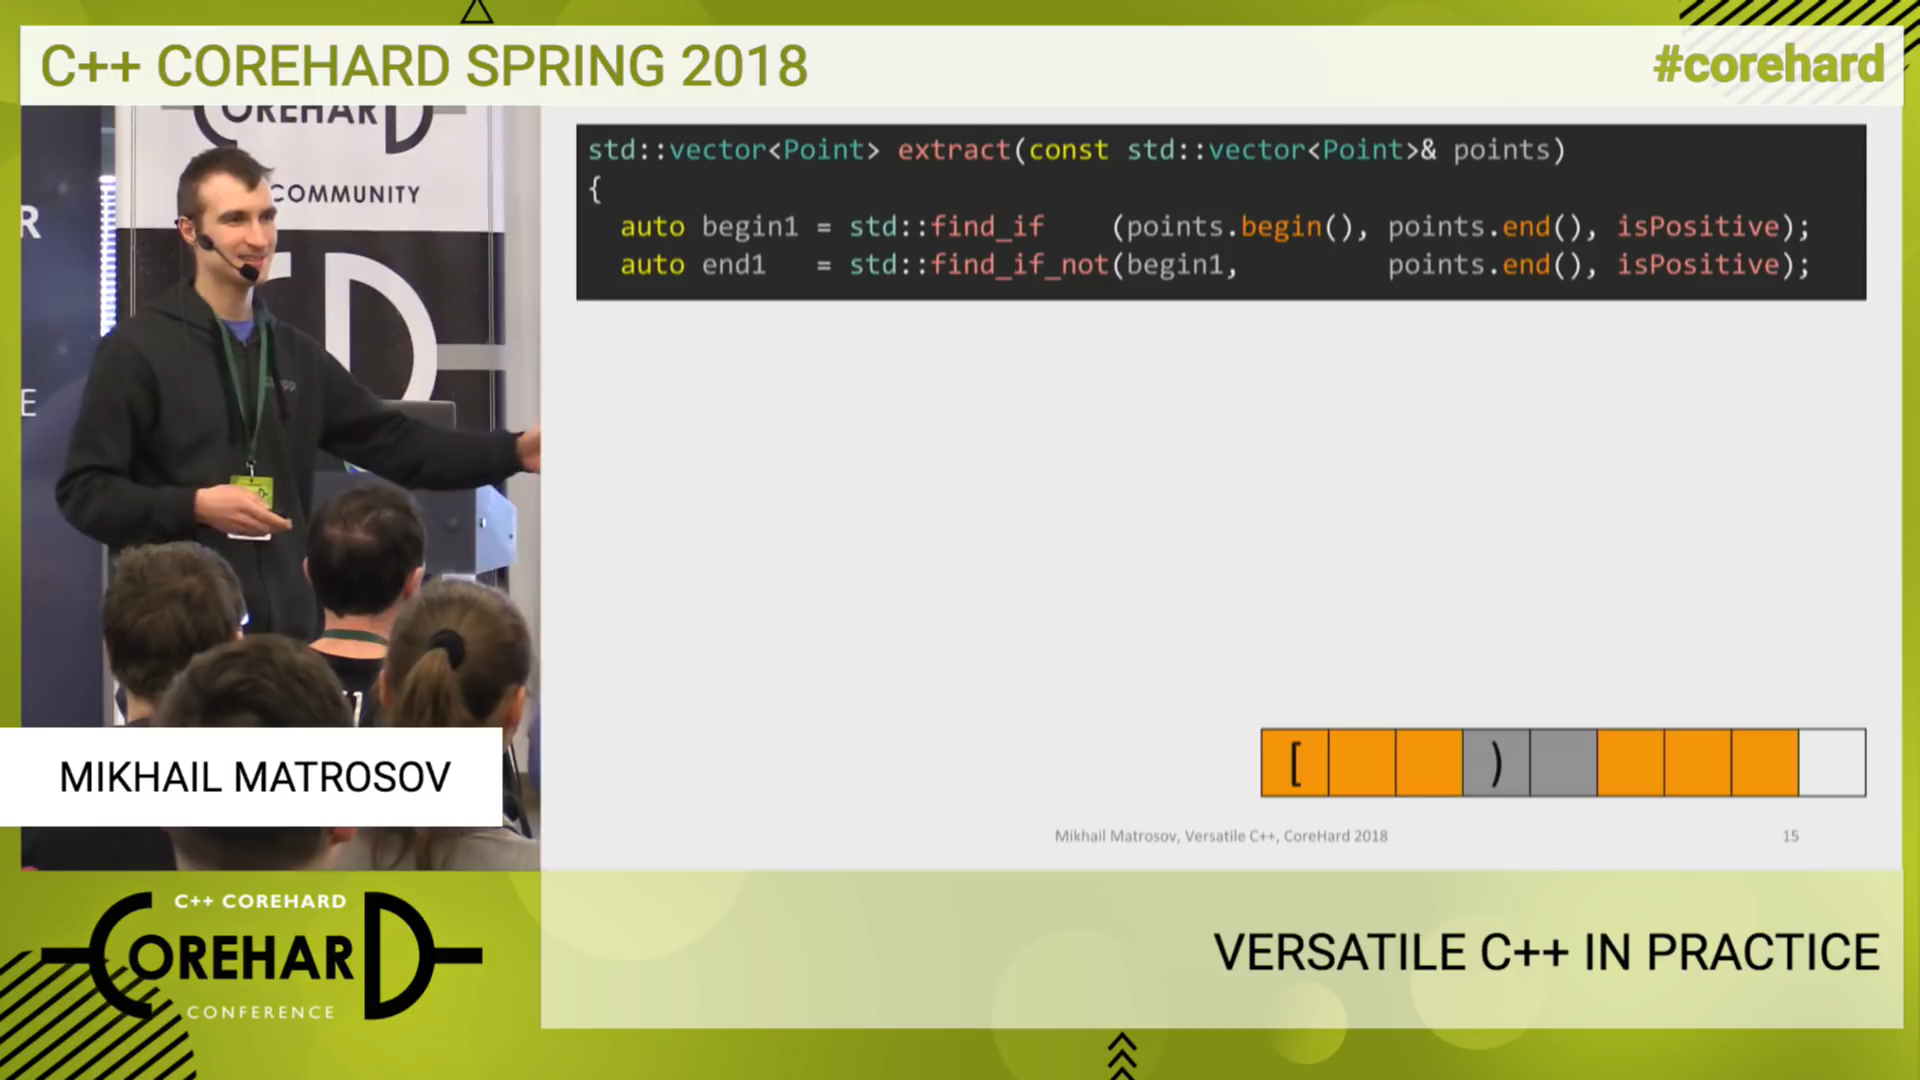 C++ COREHARD SPRING 2018
#corehard
OREHAR
COMMUNITY
R
E
std::vector<Point> extract(const std::vector<Point>& points)
{
auto begin1 = std::find_if (points.begin(), points.end(), isPositive);
auto end1 = std::find_if_not(begin1, points.end(), isPositive);
[ )
Mikhail Matrosov, Versatile C++, CoreHard 2018
15
MIKHAIL MATROSOV
C++ COREHARD
COREHARD
CONFERENCE
VERSATILE C++ IN PRACTICE